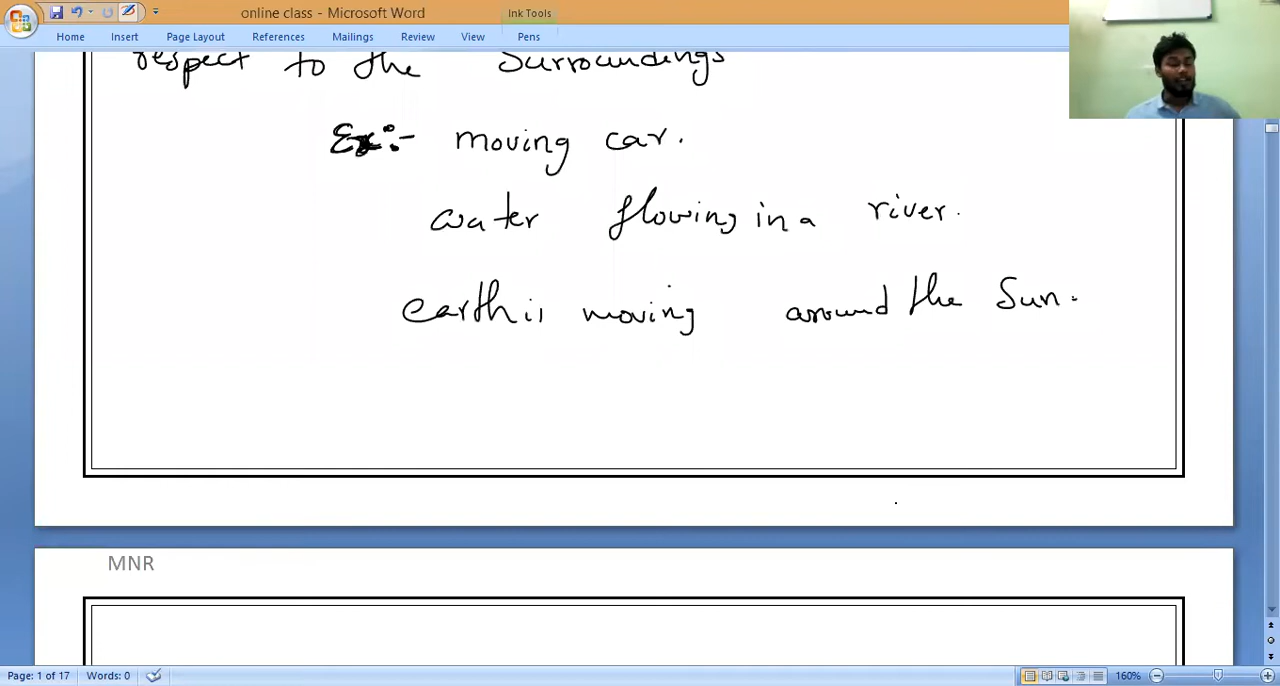 online class - Microsoft Word
Ink Tools
Home Insert Page Layout References Mailings Review View Pens
respect to the surroundings
Ex:- moving car.
water flowing in a river.
earth is moving around the Sun.
MNR
Page: 1 of 17 Words: 0 160%